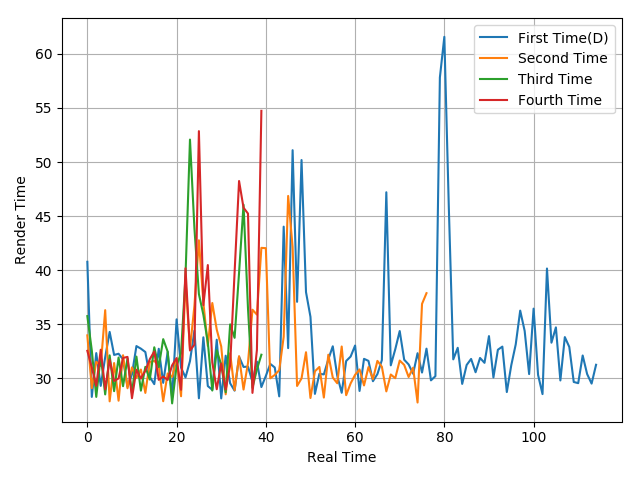 First Time(D)
Second Time
Third Time
Fourth Time
Render Time
60
55
50
45
40
35
30
0 20 40 60 80 100
Real Time